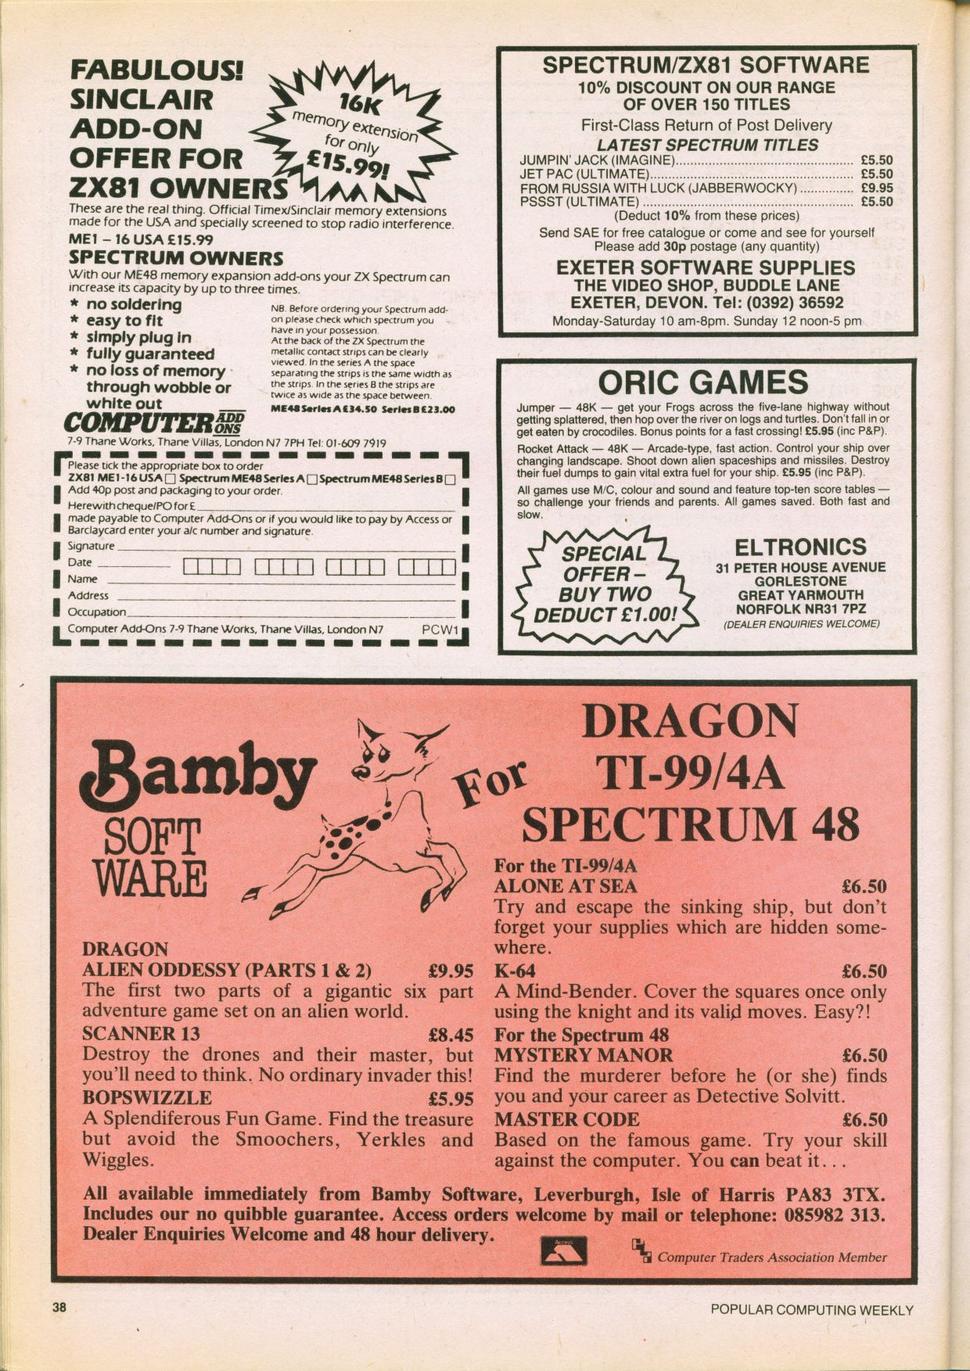 FABULOUS!
SINCLAIR
ADD-ON
OFFER FOR
ZX81 OWNERS
16K
memory extension
for only
£15.99!
These are the real thing. Official Timex/Sinclair memory extensions
made for the USA and specially screened to stop radio interference.
ME1 – 16 USA £15.99
SPECTRUM OWNERS
With our ME48 memory expansion add-ons your ZX Spectrum can
increase its capacity by up to three times.
* no soldering
* easy to fit
* simply plug in
* fully guaranteed
* no loss of memory
through wobble or
white out
NB. Before ordering your Spectrum add-
on please check which spectrum you
have in your possession.
At the back of the ZX Spectrum the
metallic contact strips can be clearly
viewed. In the series A the space
separating the strips is the same width as
the strips. In the series B the strips are
twice as wide as the space between.
ME48 Series A £34.50 Series B £23.00
COMPUTER ADD ONS
7-9 Thane Works, Thane Villas, London N7 7PH Tel: 01-609 7919
Please tick the appropriate box to order
ZX81 ME1-16 USA Spectrum ME48 Series A Spectrum ME48 Series B
Add 40p post and packaging to your order.
Herewith cheque/PO for £
made payable to Computer Add-Ons or if you would like to pay by Access or
Barclaycard enter your a/c number and signature.
Signature
Date
Name
Address
Occupation
Computer Add-Ons 7-9 Thane Works, Thane Villas, London N7 PCW1
SPECTRUM/ZX81 SOFTWARE
10% DISCOUNT ON OUR RANGE
OF OVER 150 TITLES
First-Class Return of Post Delivery
LATEST SPECTRUM TITLES
JUMPIN' JACK (IMAGINE) £5.50
JET PAC (ULTIMATE) £5.50
FROM RUSSIA WITH LUCK (JABBERWOCKY) £9.95
PSSST (ULTIMATE) £5.50
(Deduct 10% from these prices)
Send SAE for free catalogue or come and see for yourself
Please add 30p postage (any quantity)
EXETER SOFTWARE SUPPLIES
THE VIDEO SHOP, BUDDLE LANE
EXETER, DEVON. Tel: (0392) 36592
Monday-Saturday 10 am-8pm. Sunday 12 noon-5 pm
ORIC GAMES
Jumper — 48K — get your Frogs across the five-lane highway without
getting splattered, then hop over the river on logs and turtles. Don't fall in or
get eaten by crocodiles. Bonus points for a fast crossing! £5.95 (inc P&P).
Rocket Attack — 48K — Arcade-type, fast action. Control your ship over
changing landscape. Shoot down alien spaceships and missiles. Destroy
their fuel dumps to gain vital extra fuel for your ship. £5.95 (inc P&P).
All games use M/C, colour and sound and feature top-ten score tables —
so challenge your friends and parents. All games saved. Both fast and
slow.
SPECIAL
OFFER –
BUY TWO
DEDUCT £1.00!
ELTRONICS
31 PETER HOUSE AVENUE
GORLESTONE
GREAT YARMOUTH
NORFOLK NR31 7PZ
(DEALER ENQUIRIES WELCOME)
Bamby
SOFT
WARE
For
DRAGON
TI-99/4A
SPECTRUM 48
DRAGON
ALIEN ODDESSY (PARTS 1 & 2) £9.95
The first two parts of a gigantic six part
adventure game set on an alien world.
SCANNER 13 £8.45
Destroy the drones and their master, but
you'll need to think. No ordinary invader this!
BOPSWIZZLE £5.95
A Splendiferous Fun Game. Find the treasure
but avoid the Smoochers, Yerkles and
Wiggles.
For the TI-99/4A
ALONE AT SEA £6.50
Try and escape the sinking ship, but don't
forget your supplies which are hidden some-
where.
K-64 £6.50
A Mind-Bender. Cover the squares once only
using the knight and its valid moves. Easy?!
For the Spectrum 48
MYSTERY MANOR £6.50
Find the murderer before he (or she) finds
you and your career as Detective Solvitt.
MASTER CODE £6.50
Based on the famous game. Try your skill
against the computer. You can beat it . . .
All available immediately from Bamby Software, Leverburgh, Isle of Harris PA83 3TX.
Includes our no quibble guarantee. Access orders welcome by mail or telephone: 085982 313.
Dealer Enquiries Welcome and 48 hour delivery.
Access
Computer Traders Association Member
38
POPULAR COMPUTING WEEKLY